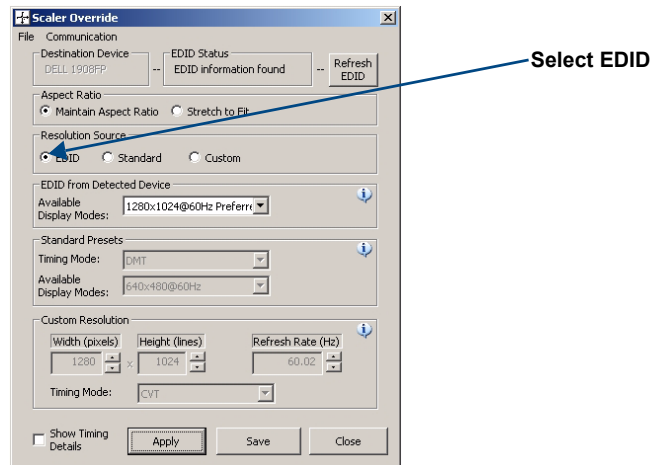 Scaler Override
File Communication
Destination Device
EDID Status
DELL 1908FP
--
EDID information found
--
Refresh
EDID
Select EDID
Aspect Ratio
Maintain Aspect Ratio
Stretch to Fit
Resolution Source
EDID
Standard
Custom
EDID from Detected Device
Available
Display Modes:
1280x1024@60Hz Preferre
Standard Presets
Timing Mode:
DMT
Available
Display Modes:
640x480@60Hz
Custom Resolution
Width (pixels)
Height (lines)
Refresh Rate (Hz)
1280
x
1024
60.02
Timing Mode:
CVT
Show Timing
Details
Apply
Save
Close